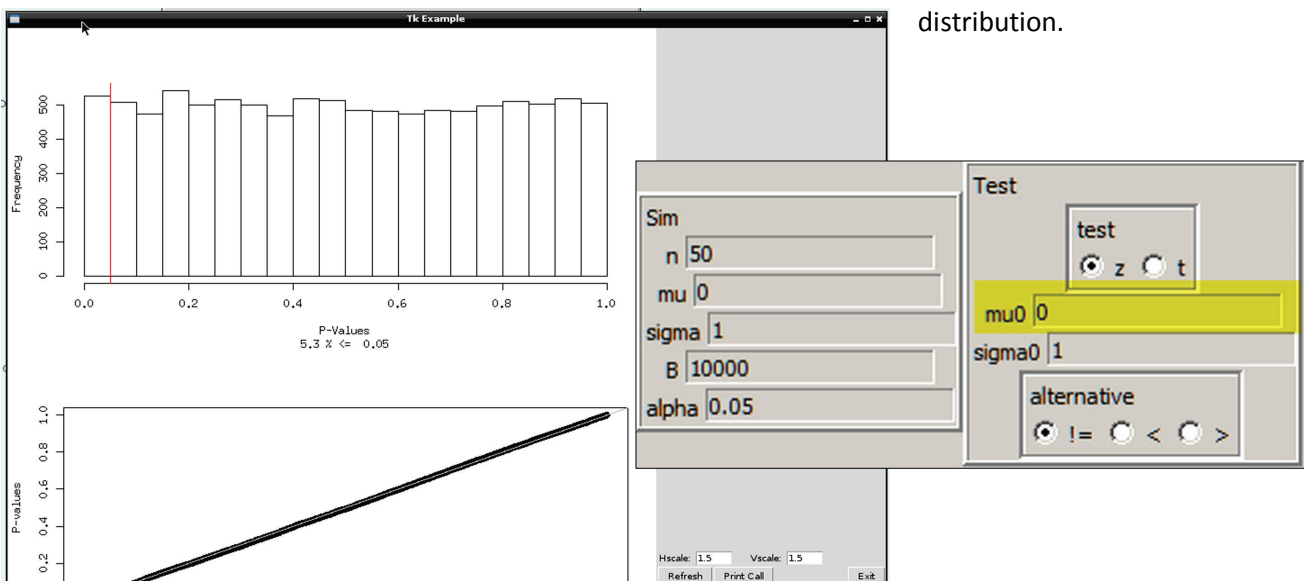 Tk Example
distribution.
500
400
300
200
100
0
Frequency
0.0 0.2 0.4 0.6 0.8 1.0
P-Values
5.3 % <= 0.05
1.0
0.8
0.6
0.4
0.2
P-values
Sim
n 50
mu 0
sigma 1
B 10000
alpha 0.05
Test
test
z t
mu0 0
sigma0 1
alternative
!= < >
Hscale: 1.5 Vscale: 1.5
Refresh Print Call Exit